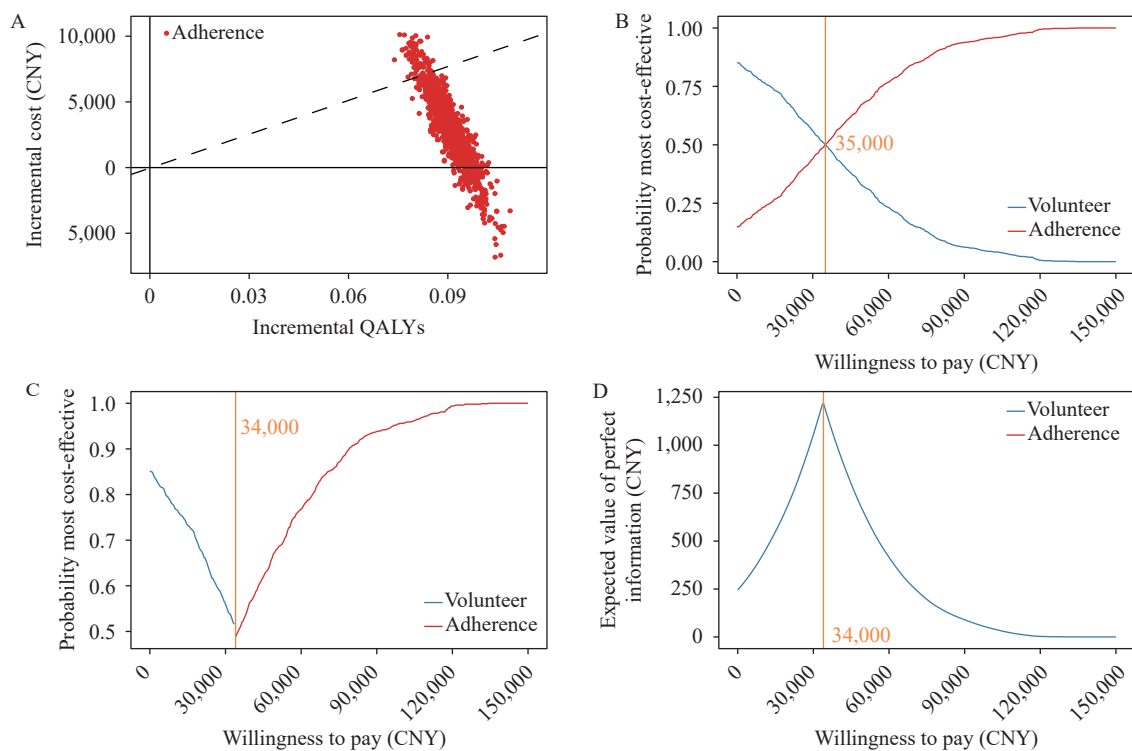 A
Adherence
10,000
5,000
0
5,000
Incremental cost (CNY)
0
0.03
0.06
0.09
Incremental QALYs
B
1.00
0.75
0.50
0.25
0.00
Probability most cost-effective
35,000
Volunteer
Adherence
0
30,000
60,000
90,000
120,000
150,000
Willingness to pay (CNY)
C
1.0
0.9
0.8
0.7
0.6
0.5
Probability most cost-effective
34,000
Volunteer
Adherence
0
30,000
60,000
90,000
120,000
150,000
Willingness to pay (CNY)
D
1,250
1,000
750
500
250
0
Expected value of perfect
information (CNY)
Volunteer
Adherence
34,000
0
30,000
60,000
90,000
120,000
150,000
Willingness to pay (CNY)